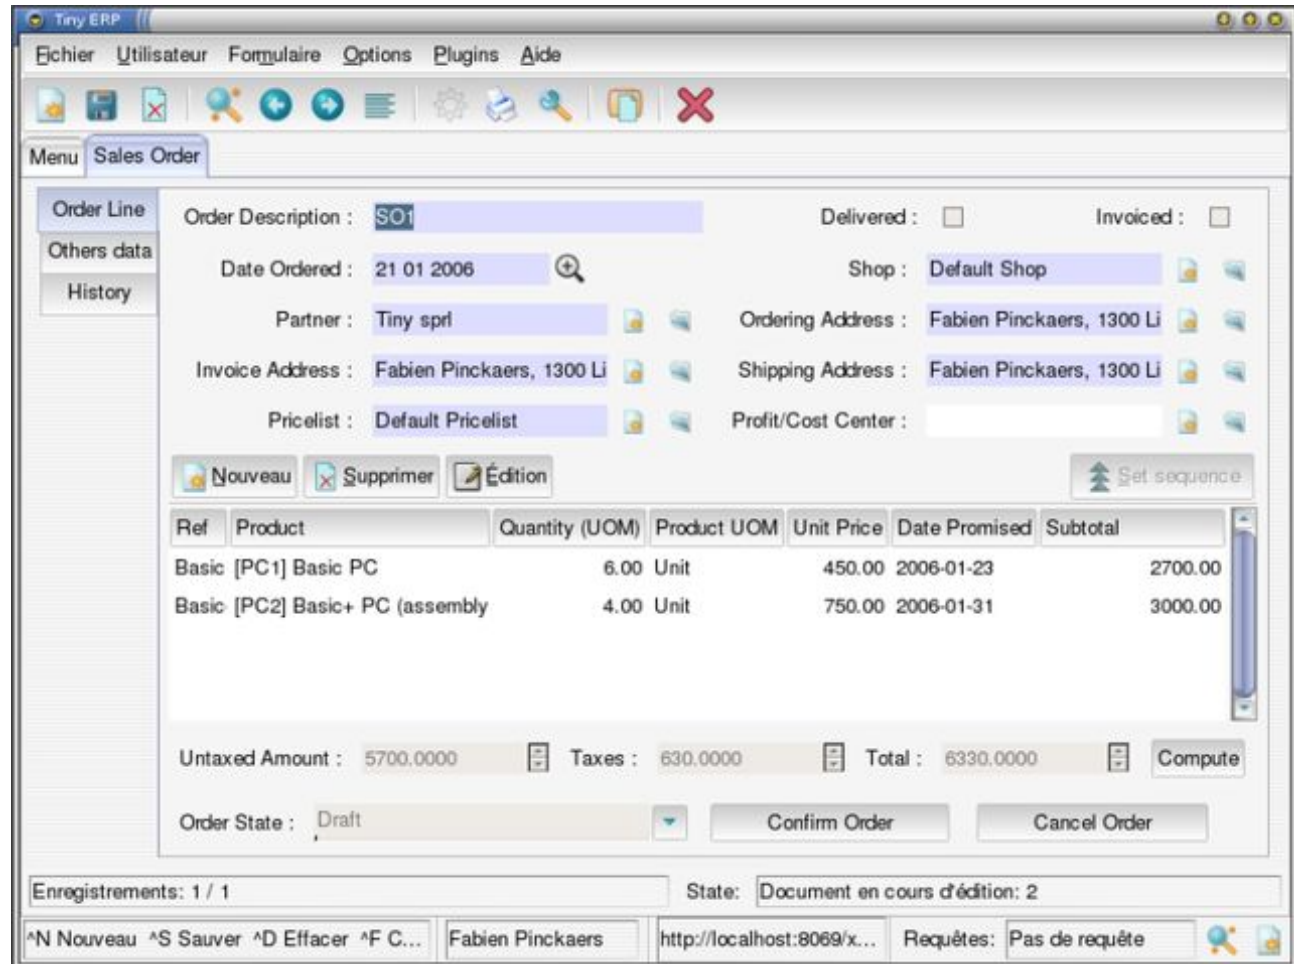 Tiny ERP
Fichier Utilisateur Formulaire Options Plugins Aide
Menu Sales Order
Order Line
Others data
History
Order Description : SO1 Delivered : Invoiced :
Date Ordered : 21 01 2006 Shop : Default Shop
Partner : Tiny sprl Ordering Address : Fabien Pinckaers, 1300 Li
Invoice Address : Fabien Pinckaers, 1300 Li Shipping Address : Fabien Pinckaers, 1300 Li
Pricelist : Default Pricelist Profit/Cost Center :
Nouveau Supprimer Édition Set sequence
Ref Product Quantity (UOM) Product UOM Unit Price Date Promised Subtotal
Basic [PC1] Basic PC 6.00 Unit 450.00 2006-01-23 2700.00
Basic [PC2] Basic+ PC (assembly 4.00 Unit 750.00 2006-01-31 3000.00
Untaxed Amount : 5700.0000 Taxes : 630.0000 Total : 6330.0000 Compute
Order State : Draft Confirm Order Cancel Order
Enregistrements: 1 / 1 State: Document en cours d'édition: 2
^N Nouveau ^S Sauver ^D Effacer ^F C... Fabien Pinckaers http://localhost:8069/x... Requêtes: Pas de requête